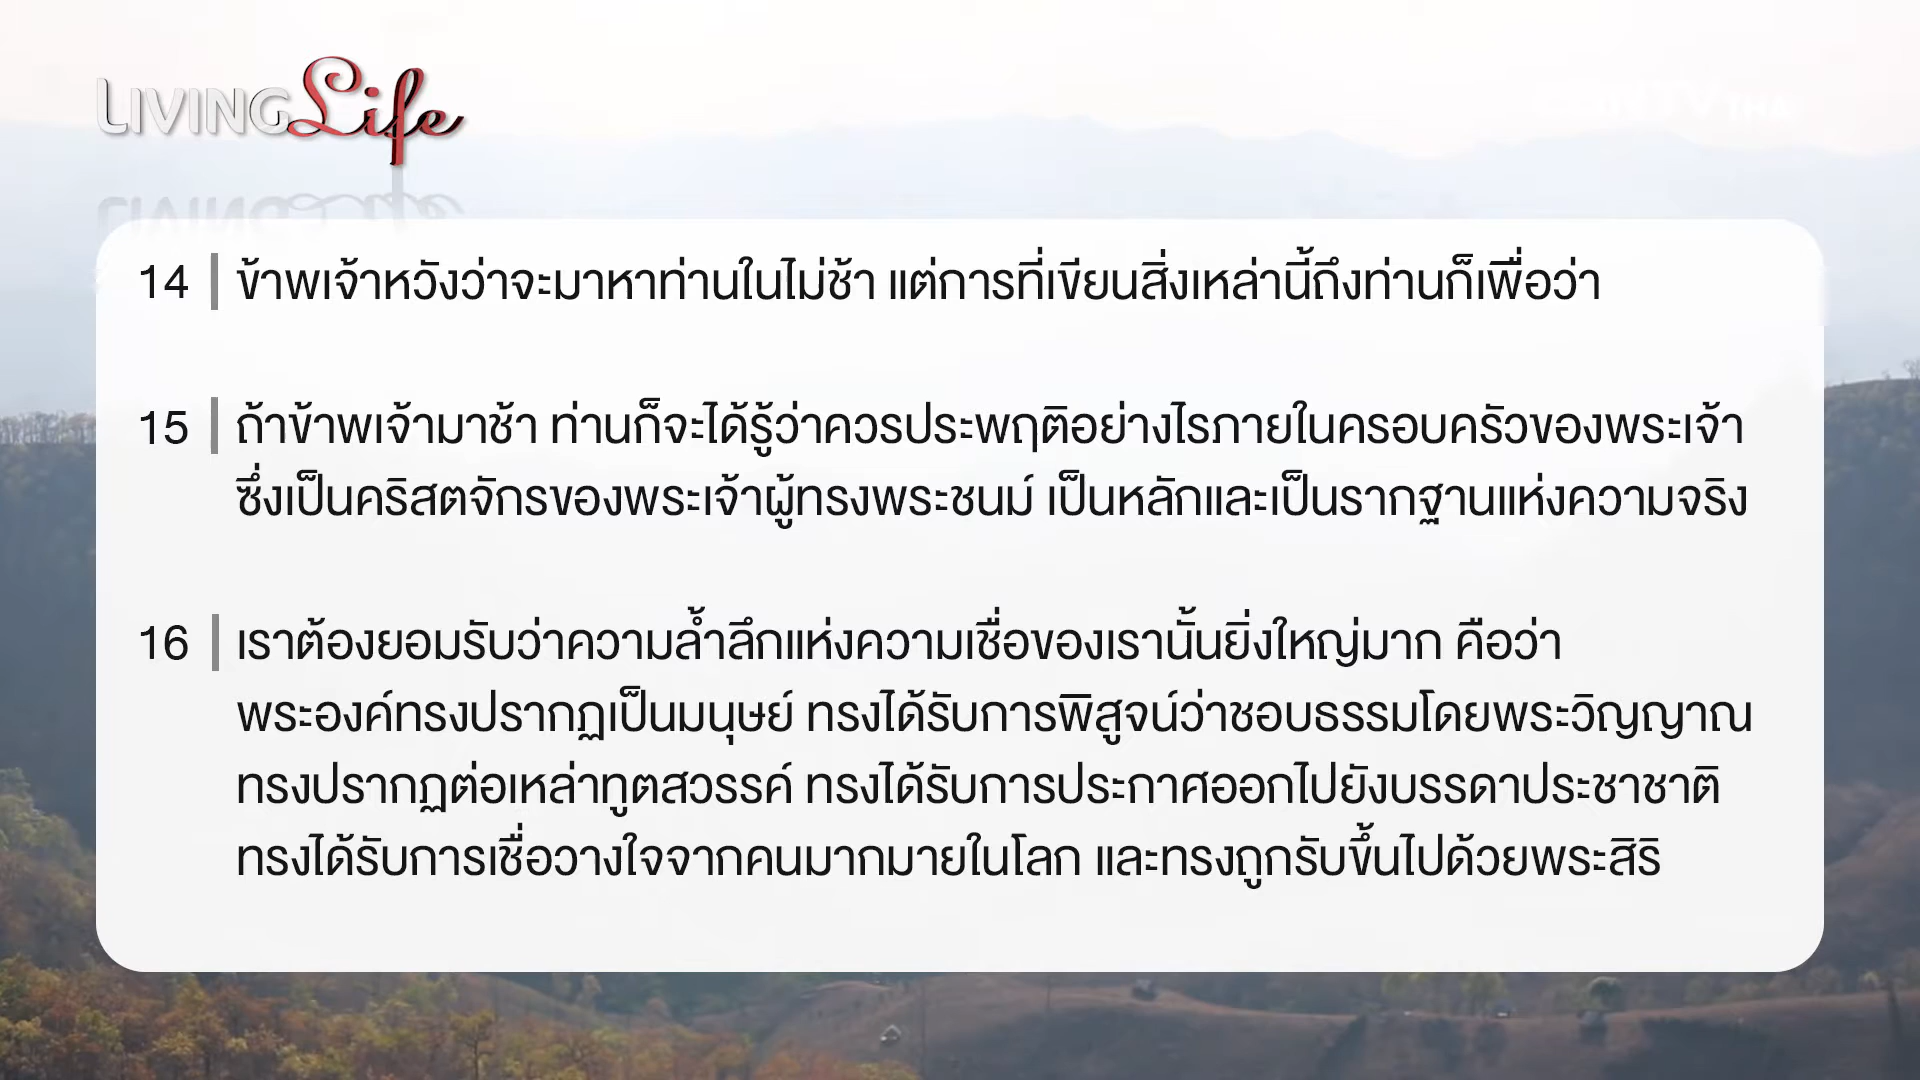 LIVING Life
14 ข้าพเจ้าหวังว่าจะมาหาท่านในไม่ช้า แต่การที่เขียนสิ่งเหล่านี้ถึงท่านก็เพื่อว่า
15 ถ้าข้าพเจ้ามาช้า ท่านก็จะได้รู้ว่าควรประพฤติอย่างไรภายในครอบครัวของพระเจ้า
ซึ่งเป็นคริสตจักรของพระเจ้าผู้ทรงพระชนม์ เป็นหลักและเป็นรากฐานแห่งความจริง
16 เราต้องยอมรับว่าความล้ำลึกแห่งความเชื่อของเรานั้นยิ่งใหญ่มาก คือว่า
พระองค์ทรงปรากฏเป็นมนุษย์ ทรงได้รับการพิสูจน์ว่าชอบธรรมโดยพระวิญญาณ
ทรงปรากฏต่อเหล่าทูตสวรรค์ ทรงได้รับการประกาศออกไปยังบรรดาประชาชาติ
ทรงได้รับการเชื่อวางใจจากคนมากมายในโลก และทรงถูกรับขึ้นไปด้วยพระสิริ